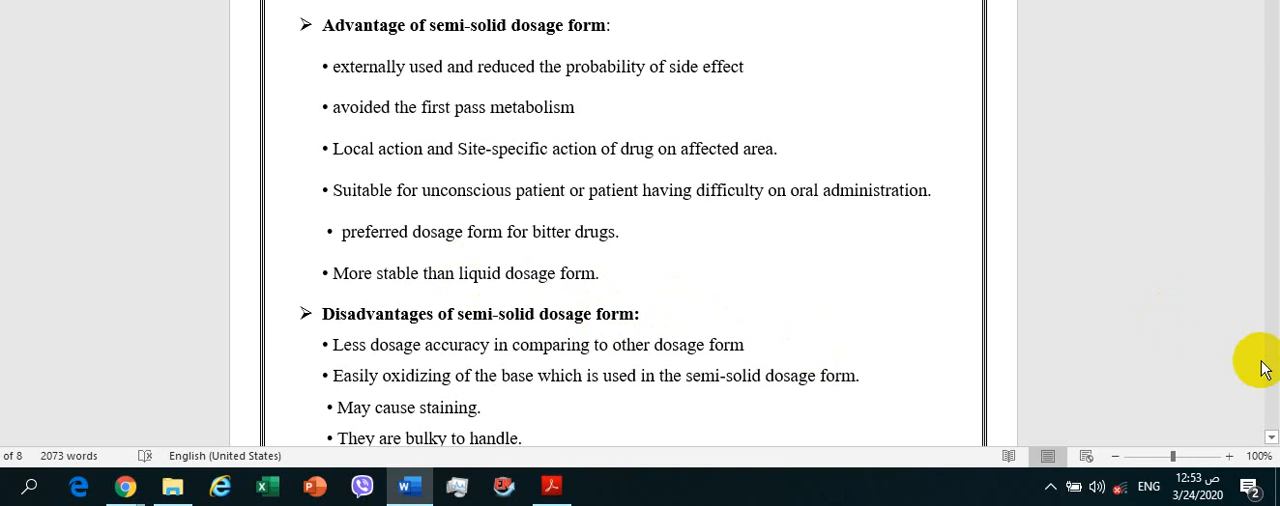 ➢ Advantage of semi-solid dosage form:
• externally used and reduced the probability of side effect
• avoided the first pass metabolism
• Local action and Site-specific action of drug on affected area.
• Suitable for unconscious patient or patient having difficulty on oral administration.
• preferred dosage form for bitter drugs.
• More stable than liquid dosage form.
➢ Disadvantages of semi-solid dosage form:
• Less dosage accuracy in comparing to other dosage form
• Easily oxidizing of the base which is used in the semi-solid dosage form.
• May cause staining.
• They are bulky to handle.
of 8 2073 words English (United States) 100%
ENG 12:53 ص
3/24/2020 2